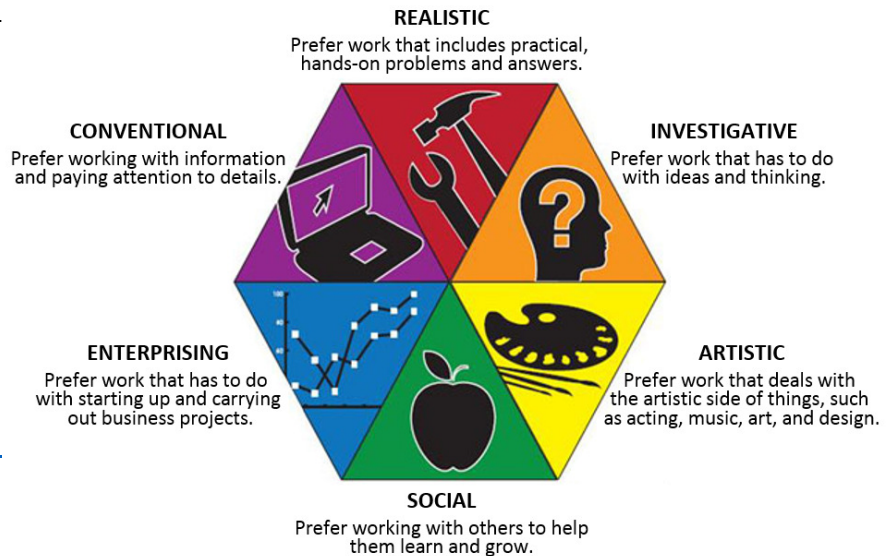 REALISTIC
Prefer work that includes practical,
hands-on problems and answers.
CONVENTIONAL
Prefer working with information
and paying attention to details.
INVESTIGATIVE
Prefer work that has to do
with ideas and thinking.
?
100
ENTERPRISING
Prefer work that has to do
with starting up and carrying
out business projects.
ARTISTIC
Prefer work that deals with
the artistic side of things, such
as acting, music, art, and design.
SOCIAL
Prefer working with others to help
them learn and grow.